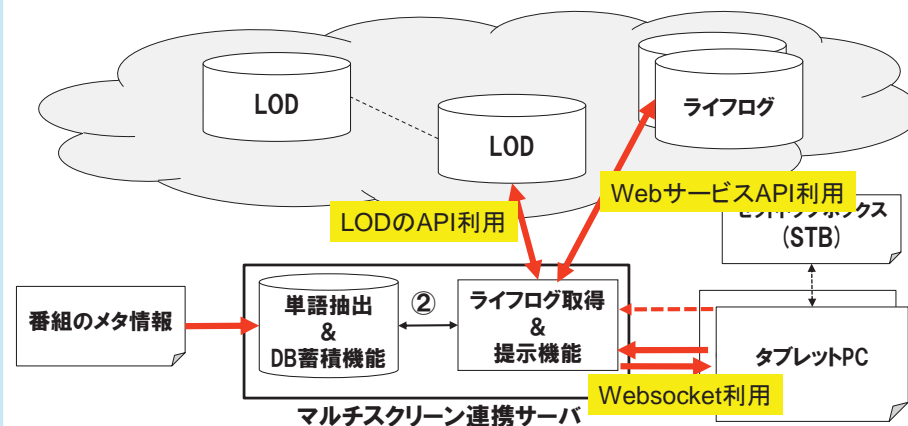 LOD
ライフログ
LOD
WebサービスAPI利用
LODのAPI利用
(STB)
番組のメタ情報
単語抽出
&
DB蓄積機能
②
ライフログ取得
&
提示機能
タブレットPC
Websocket利用
マルチスクリーン連携サーバ